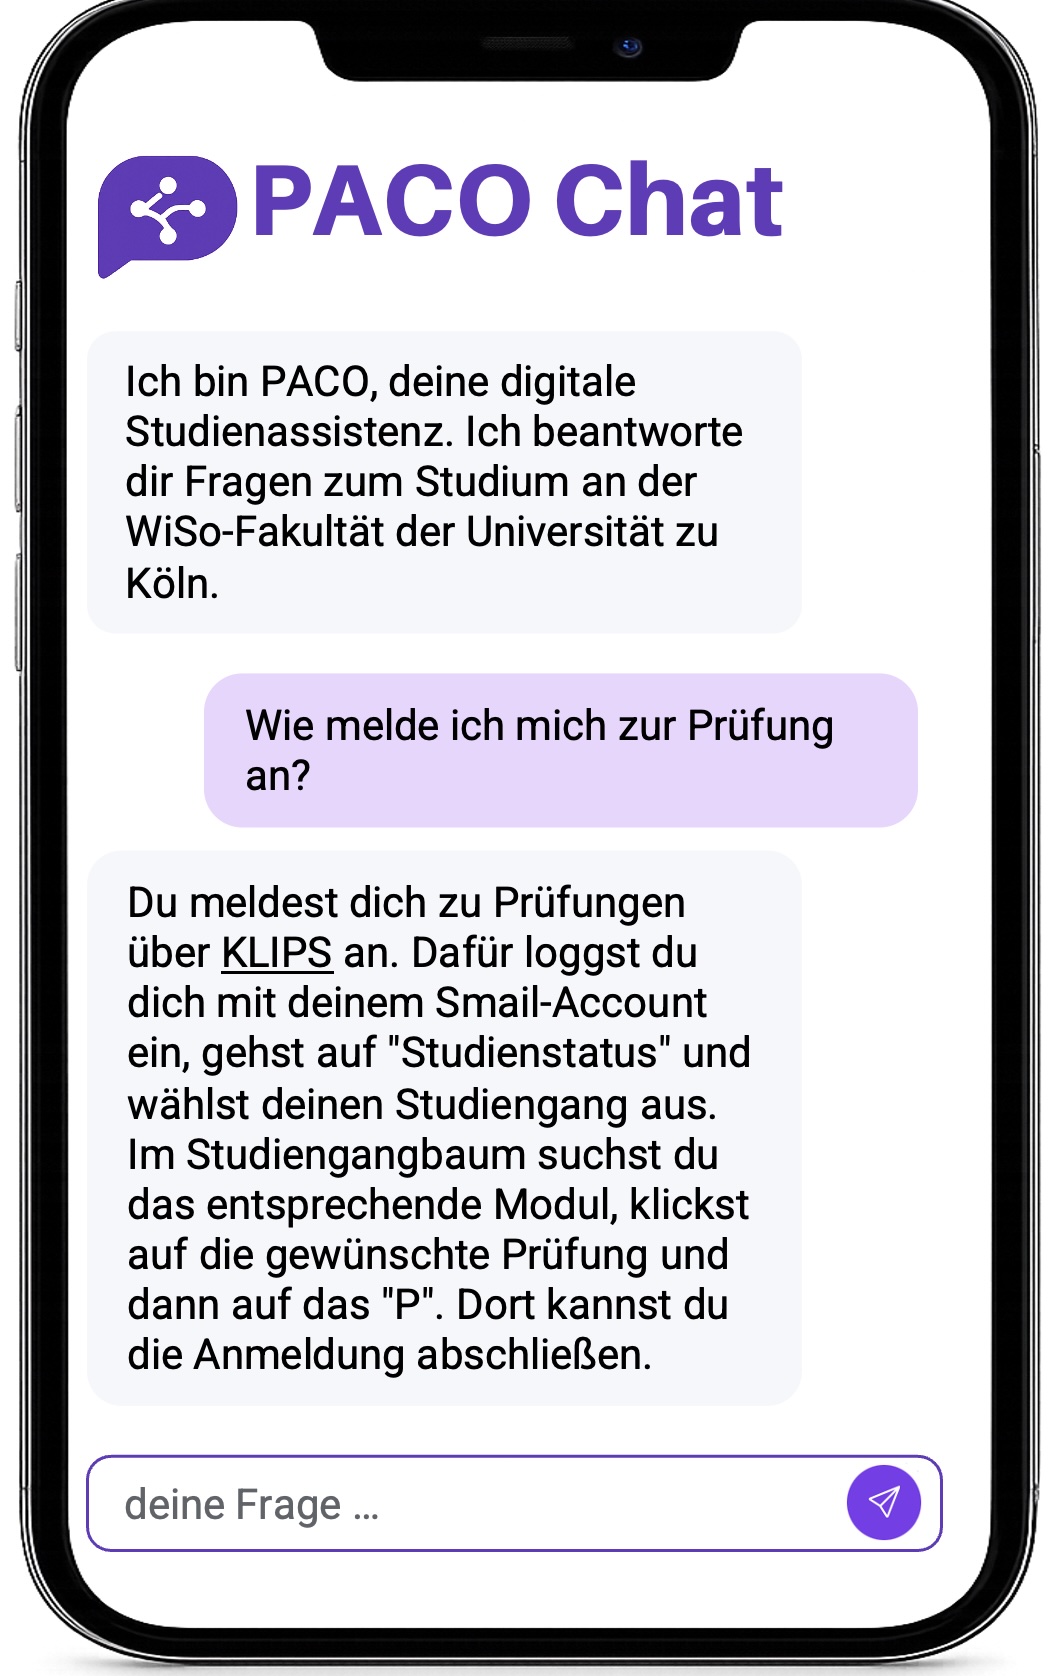 PACO Chat
Ich bin PACO, deine digitale
Studienassistenz. Ich beantworte
dir Fragen zum Studium an der
WiSo-Fakultät der Universität zu
Köln.
Wie melde ich mich zur Prüfung
an?
Du meldest dich zu Prüfungen
über KLIPS an. Dafür loggst du
dich mit deinem Smail-Account
ein, gehst auf "Studienstatus" und
wählst deinen Studiengang aus.
Im Studiengangbaum suchst du
das entsprechende Modul, klickst
auf die gewünschte Prüfung und
dann auf das "P". Dort kannst du
die Anmeldung abschließen.
deine Frage ...